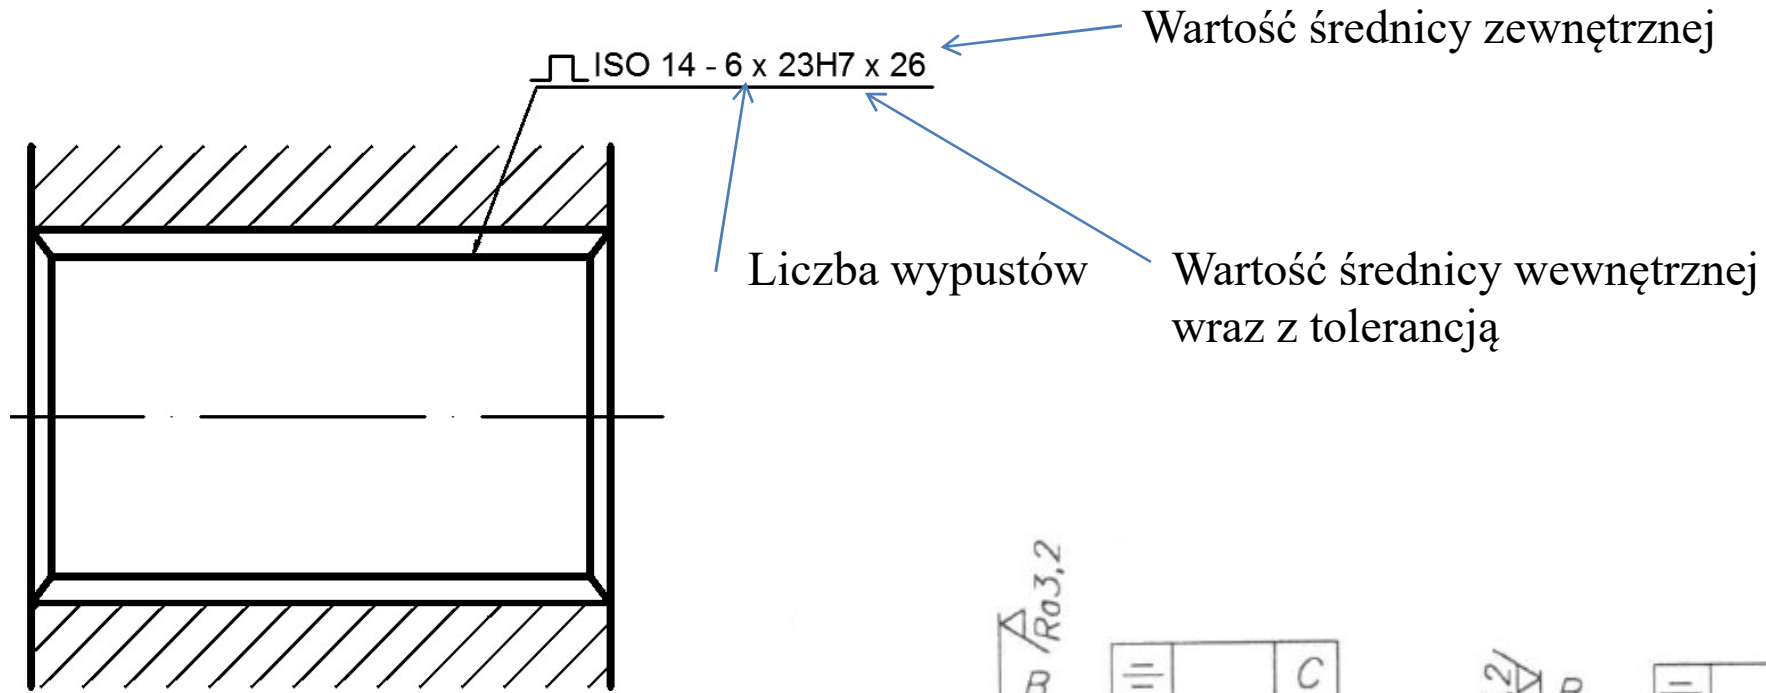 Wartość średnicy zewnętrznej
ISO 14 - 6 x 23H7 x 26
Liczba wypustów
Wartość średnicy wewnętrznej
wraz z tolerancją
Ra3,2
B
C